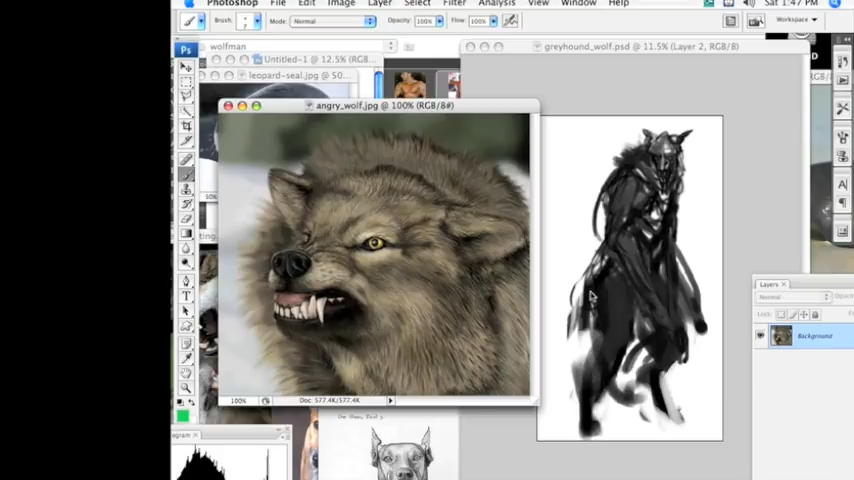 Photoshop File Edit Image Layer Select Filter Analysis View Window Help Sat 1:47 PM
Brush: Mode: Normal Opacity: 100% Flow: 100% Workspace
wolfman
greyhound_wolf.psd @ 11.5% (Layer 2, RGB/8)
Untitled-1 @ 12.5% (RGB...
leopard-seal.jpg @ 50...
angry_wolf.jpg @ 100% (RGB/8#)
Layers
Normal
Lock:
Background
100% Doc: 577.4K/577.4K